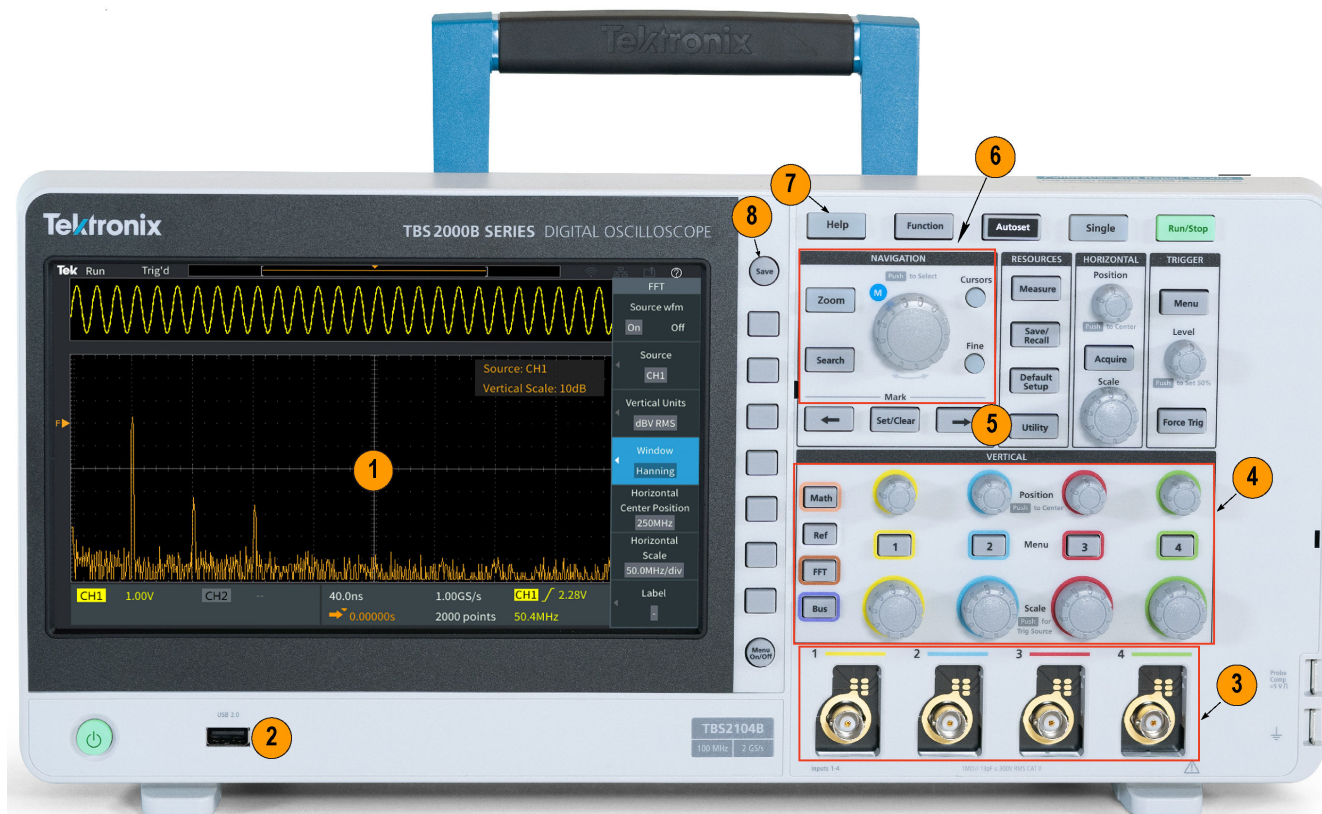 Tektronix
6
7
8
Help
Function
Autoset
Single
Run/Stop
Tektronix
TBS 2000B SERIES DIGITAL OSCILLOSCOPE
Save
NAVIGATION
Push to Select
Cursors
Zoom
M
Search
Fine
Mark
←
Set/Clear
→
5
RESOURCES
Measure
Save/
Recall
Default
Setup
Utility
HORIZONTAL
Position
Push to Center
Acquire
Scale
TRIGGER
Menu
Level
Push to Set 50%
Force Trig
Tek Run Trig'd
?
FFT
Source wfm
On Off
Source
CH1
Vertical Units
dBV RMS
Window
Hanning
Horizontal
Center Position
250MHz
Horizontal
Scale
50.0MHz/div
Label
-
Source: CH1
Vertical Scale: 10dB
F
1
CH1 1.00V CH2 -- 40.0ns 1.00GS/s CH1 2.28V
0.00000s 2000 points 50.4MHz
Menu
On/Off
VERTICAL
4
Math
Ref
FFT
Bus
Position
Push to Center
1
2
Menu
3
4
Scale
Push for
Trig Source
1
2
3
4
3
Probe
Comp
USB 2.0
2
TBS2104B
100 MHz 2 GS/s
Inputs 1-4